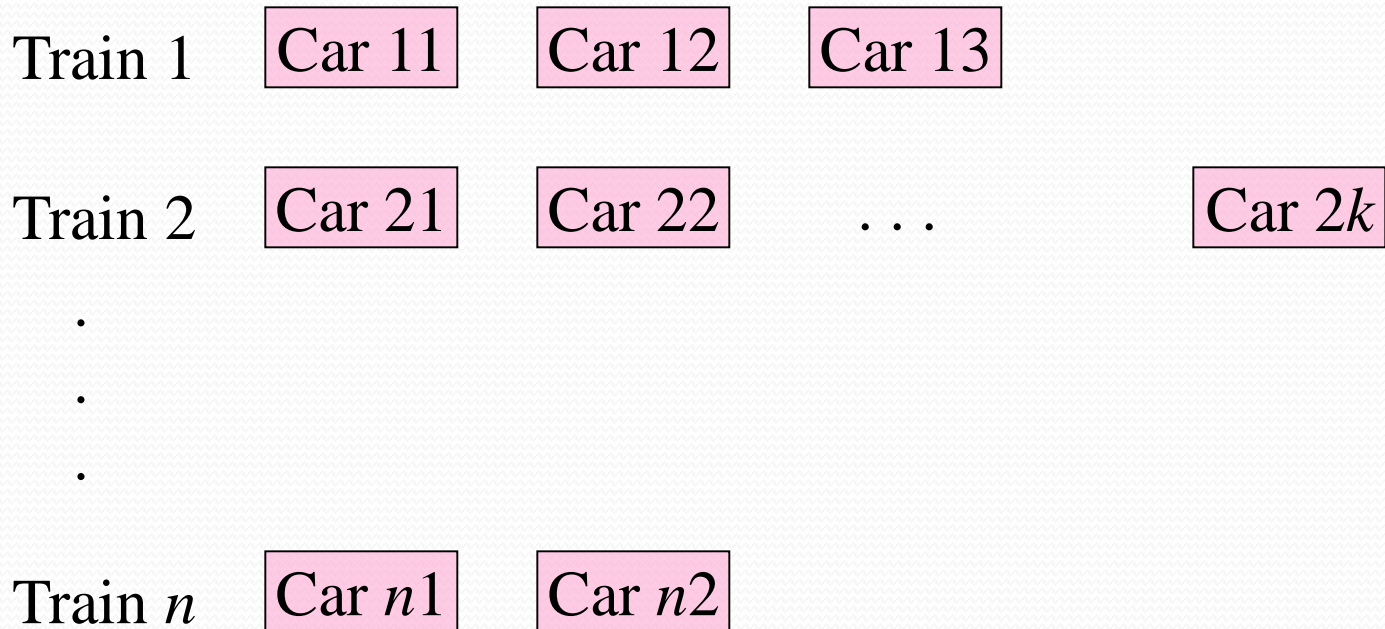 Train 1 Car 11 Car 12 Car 13
Train 2 Car 21 Car 22 . . . Car 2k
.
.
.
Train n Car n1 Car n2